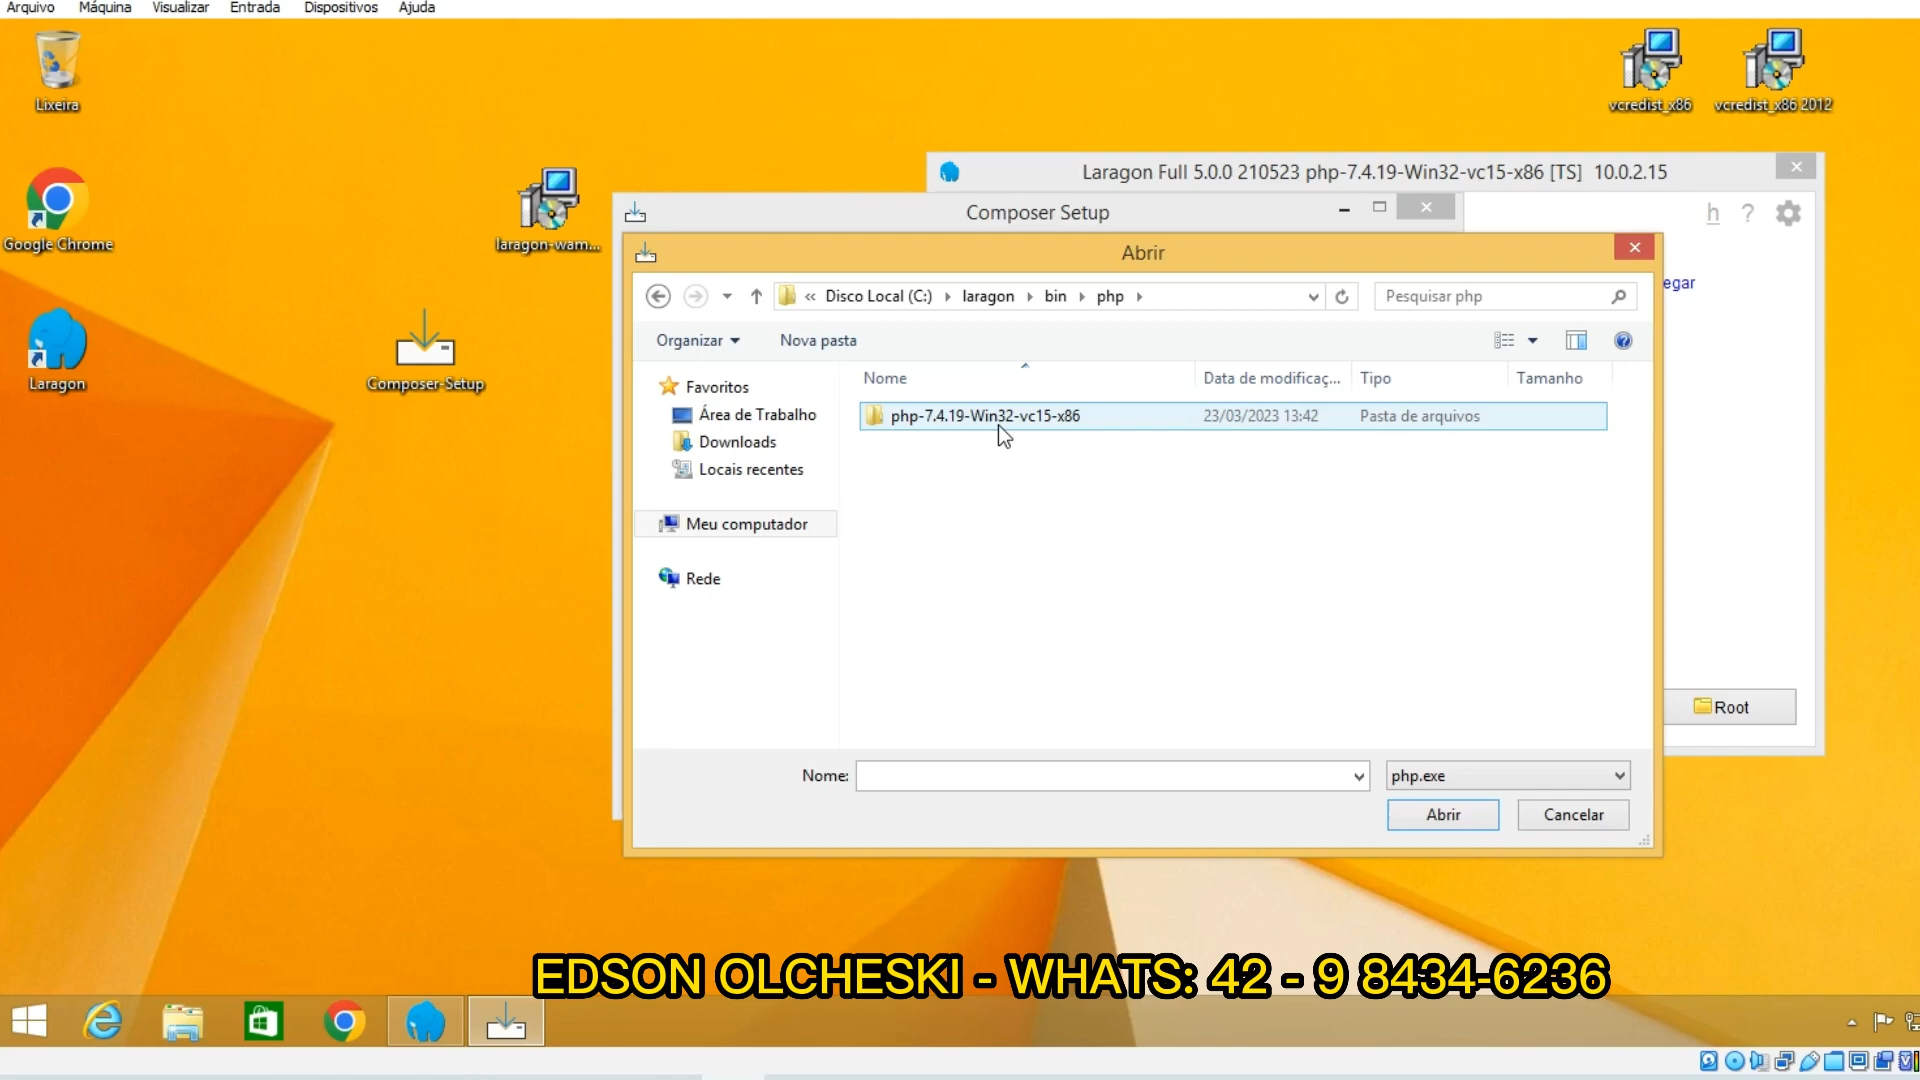 Arquivo Máquina Visualizar Entrada Dispositivos Ajuda
Lixeira
vcredist_x86
vcredist_x86 2012
Google Chrome
laragon-wam...
Laragon
Composer-Setup
Laragon Full 5.0.0 210523 php-7.4.19-Win32-vc15-x86 [TS] 10.0.2.15
h ?
egar
Root
Composer Setup
Abrir
« Disco Local (C:) laragon bin php
Pesquisar php
Organizar Nova pasta
Nome Data de modificaç... Tipo Tamanho
php-7.4.19-Win32-vc15-x86 23/03/2023 13:42 Pasta de arquivos
Favoritos
Área de Trabalho
Downloads
Locais recentes
Meu computador
Rede
Nome: php.exe
Abrir Cancelar
EDSON OLCHESKI - WHATS: 42 - 9 8434-6236